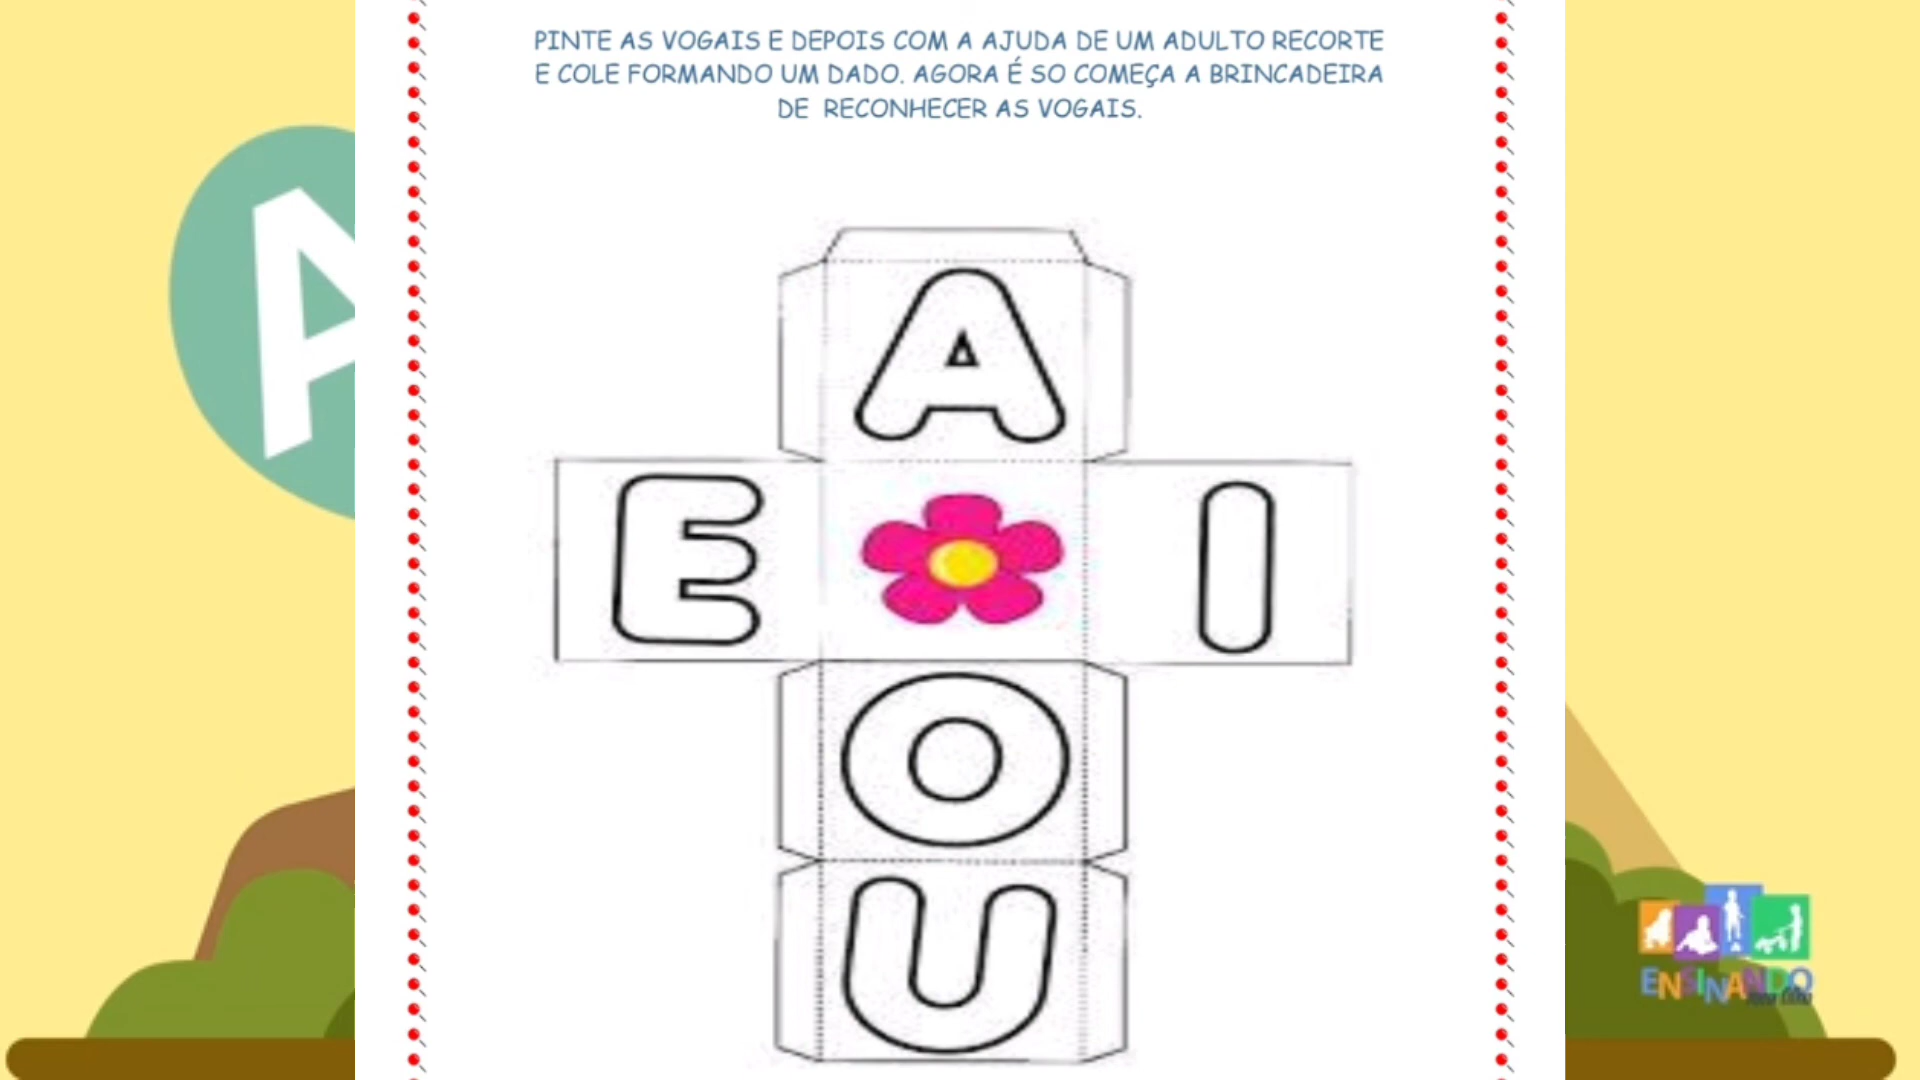 PINTE AS VOGAIS E DEPOIS COM A AJUDA DE UM ADULTO RECORTE
E COLE FORMANDO UM DADO. AGORA É SO COMEÇA A BRINCADEIRA
DE RECONHECER AS VOGAIS.
A
A
E I
O
U
ENSINANDO